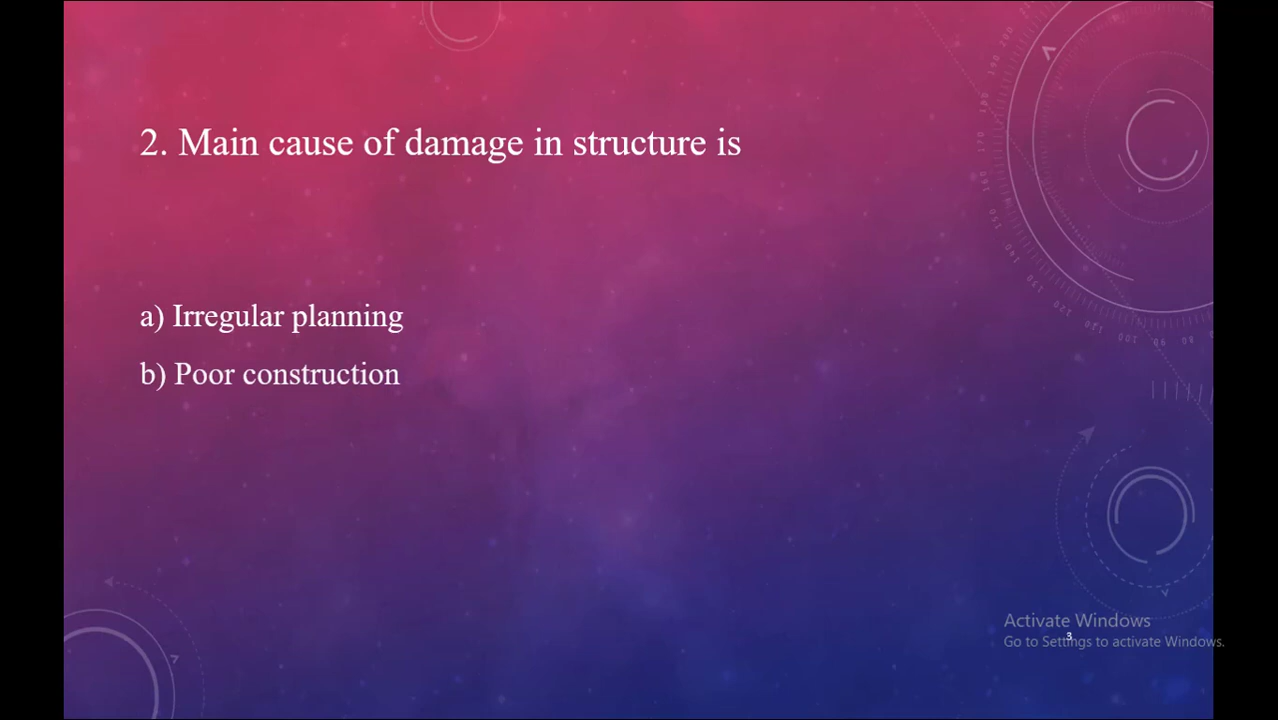 2. Main cause of damage in structure is
a) Irregular planning
b) Poor construction
Activate Windows
3
Go to Settings to activate Windows.